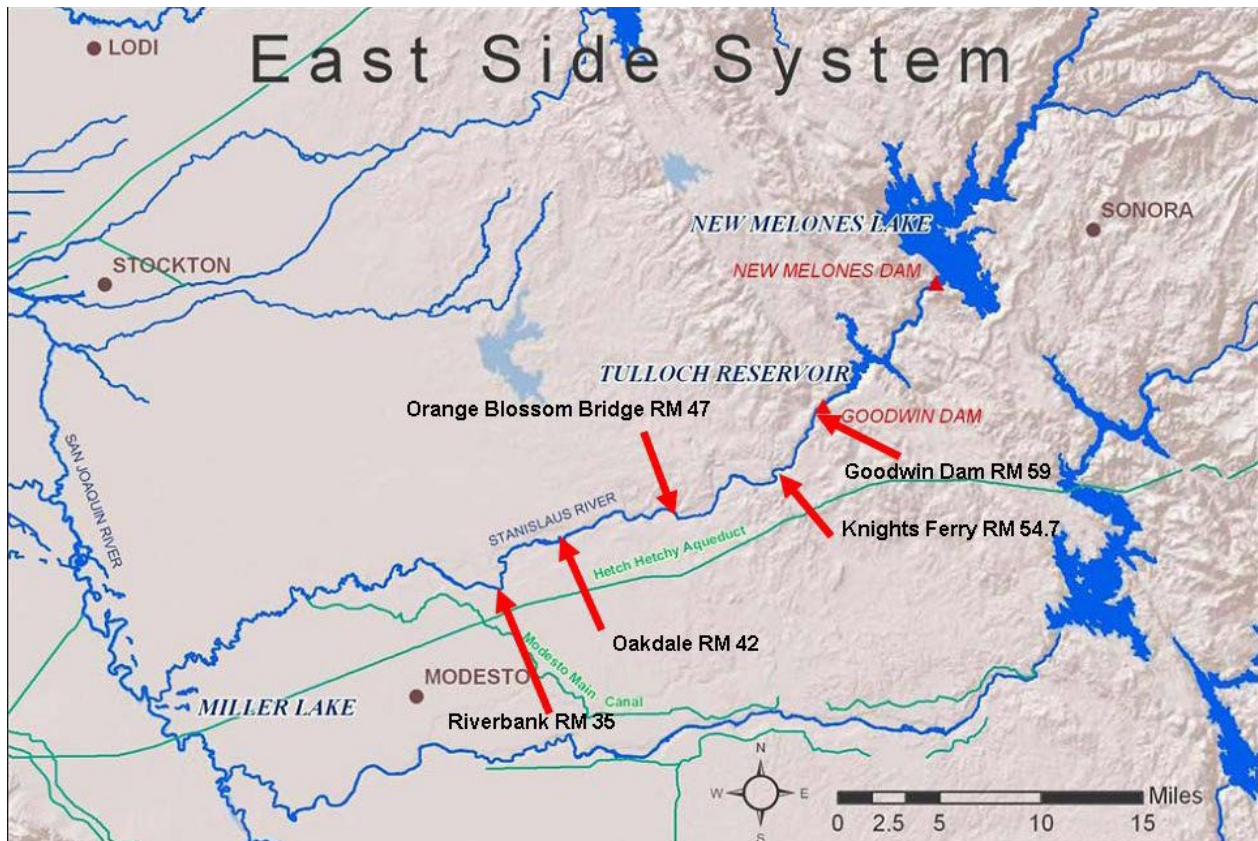 East Side System
LODI
STOCKTON
SONORA
NEW MELONES LAKE
NEW MELONES DAM
TULLOCH RESERVOIR
Orange Blossom Bridge RM 47
GOODWIN DAM
Goodwin Dam RM 59
SAN JOAQUIN RIVER
STANISLAUS RIVER
Knights Ferry RM 54.7
Hetch Hetchy Aqueduct
Oakdale RM 42
Modesto Main
Canal
MODESTO
MILLER LAKE
Riverbank RM 35
N
W
E
S
Miles
0 2.5 5 10 15